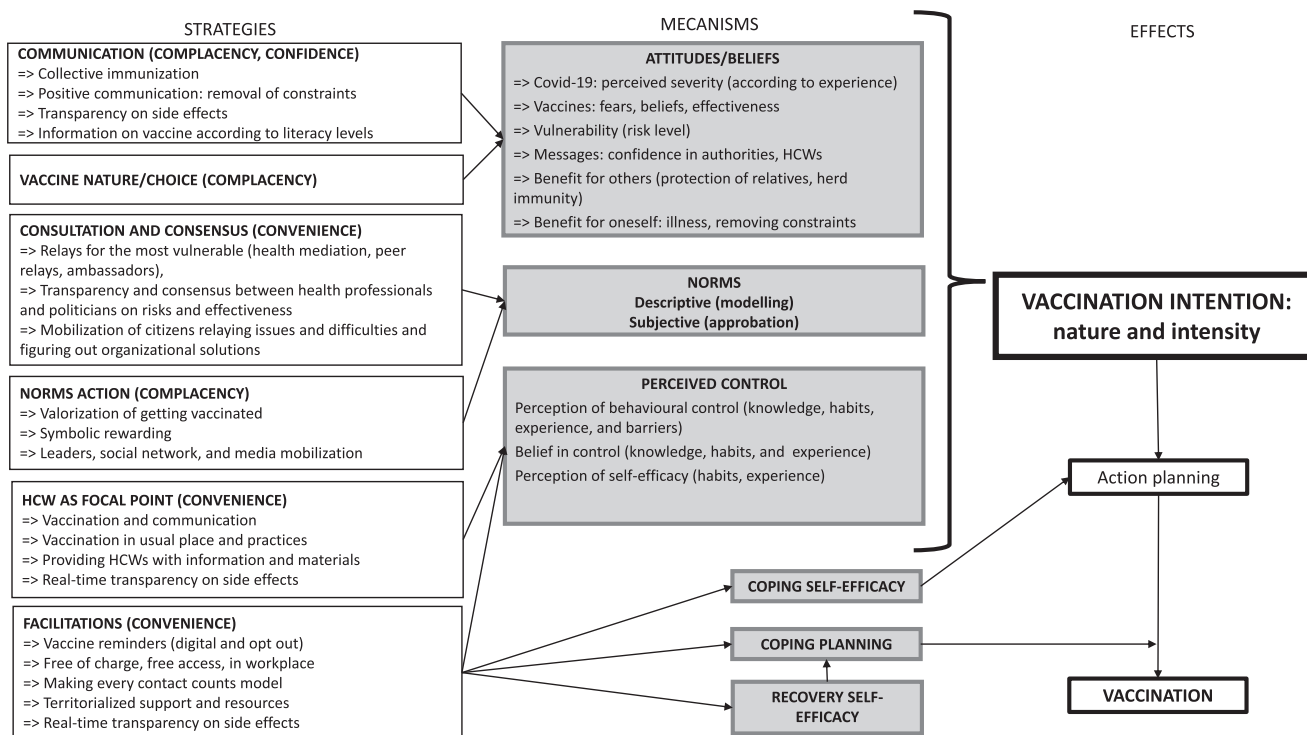 STRATEGIES
COMMUNICATION (COMPLACENCY, CONFIDENCE)
=> Collective immunization
=> Positive communication: removal of constraints
=> Transparency on side effects
=> Information on vaccine according to literacy levels
VACCINE NATURE/CHOICE (COMPLACENCY)
CONSULTATION AND CONSENSUS (CONVENIENCE)
=> Relays for the most vulnerable (health mediation, peer
relays, ambassadors),
=> Transparency and consensus between health professionals
and politicians on risks and effectiveness
=> Mobilization of citizens relaying issues and difficulties and
figuring out organizational solutions
NORMS ACTION (COMPLACENCY)
=> Valorization of getting vaccinated
=> Symbolic rewarding
=> Leaders, social network, and media mobilization
HCW AS FOCAL POINT (CONVENIENCE)
=> Vaccination and communication
=> Vaccination in usual place and practices
=> Providing HCWs with information and materials
=> Real-time transparency on side effects
FACILITATIONS (CONVENIENCE)
=> Vaccine reminders (digital and opt out)
=> Free of charge, free access, in workplace
=> Making every contact counts model
=> Territorialized support and resources
=> Real-time transparency on side effects
MECANISMS
ATTITUDES/BELIEFS
=> Covid-19: perceived severity (according to experience)
=> Vaccines: fears, beliefs, effectiveness
=> Vulnerability (risk level)
=> Messages: confidence in authorities, HCWs
=> Benefit for others (protection of relatives, herd
immunity)
=> Benefit for oneself: illness, removing constraints
NORMS
Descriptive (modelling)
Subjective (approbation)
PERCEIVED CONTROL
Perception of behavioural control (knowledge, habits,
experience, and barriers)
Belief in control (knowledge, habits, and experience)
Perception of self-efficacy (habits, experience)
COPING SELF-EFFICACY
COPING PLANNING
RECOVERY SELF-
EFFICACY
EFFECTS
VACCINATION INTENTION:
nature and intensity
Action planning
VACCINATION